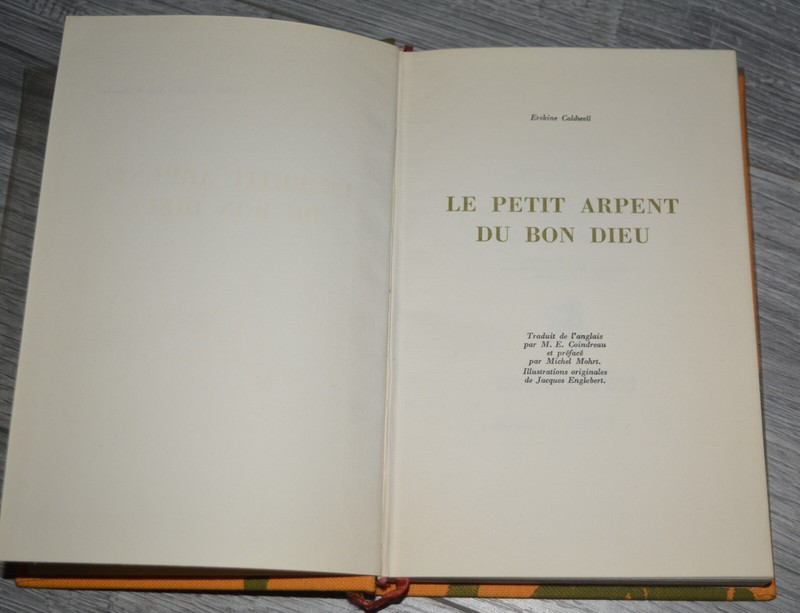 Erskine Caldwell
LE PETIT ARPENT
DU BON DIEU
Traduit de l'anglais
par M. E. Coindreau
et préfacé
par Michel Mohrt.
Illustrations originales
de Jacques Englebert.